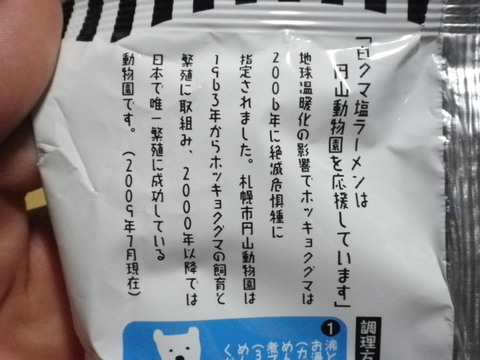 「白クマ塩ラーメンは
円山動物園を応援しています」
地球温暖化の影響でホッキョクグマは
2006年に絶滅危惧種に
指定されました。札幌市円山動物園は
1963年からホッキョクグマの飼育と
繁殖に取組み、2000年以降では
日本で唯一繁殖に成功している
動物園です。(2009年7月現在)
調理方
1
沸と
お湯